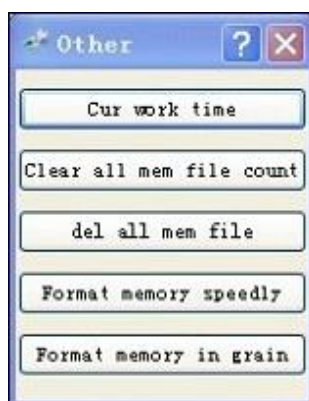 Other
Cur work time
Clear all mem file count
del all mem file
Format memory speedly
Format memory in grain